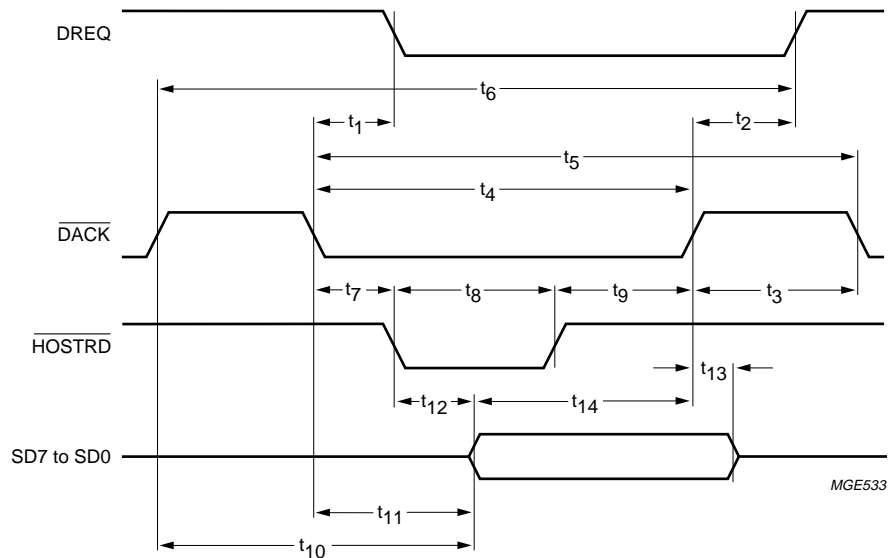 DREQ
t6
t1
t2
t5
t4
DACK
t7
t8
t9
t3
HOSTRD
t13
t12
t14
SD7 to SD0
MGE533
t11
t10